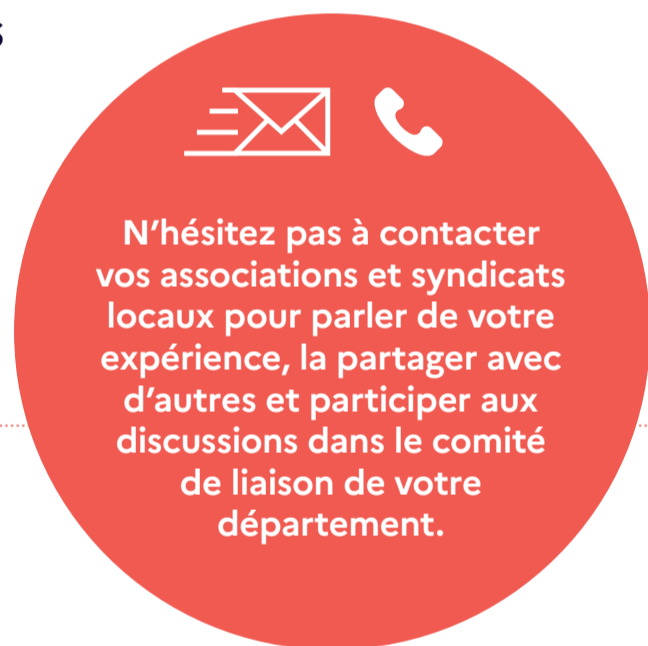 s
N’hésitez pas à contacter
vos associations et syndicats
locaux pour parler de votre
expérience, la partager avec
d’autres et participer aux
discussions dans le comité
de liaison de votre
département.